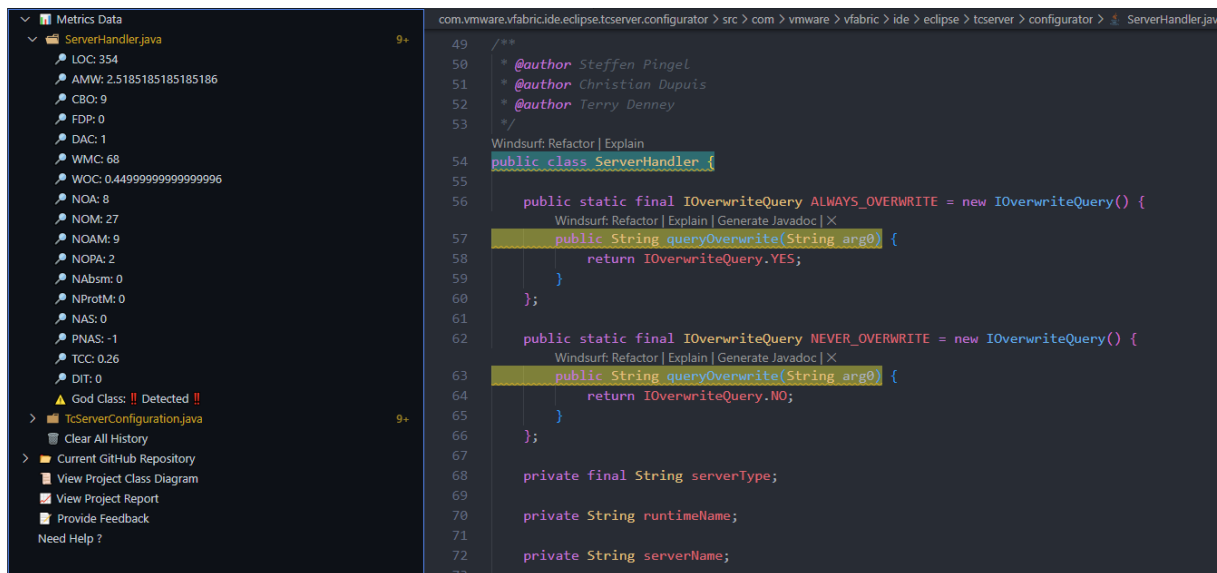 Metrics Data
ServerHandler.java 9+
LOC: 354
AMW: 2.5185185185185186
CBO: 9
FDP: 0
DAC: 1
WMC: 68
WOC: 0.44999999999999996
NOA: 8
NOM: 27
NOAM: 9
NOPA: 2
NAbsm: 0
NProtM: 0
NAS: 0
PNAS: -1
TCC: 0.26
DIT: 0
God Class: ‼ Detected ‼
TcServerConfiguration.java 9+
Clear All History
Current GitHub Repository
View Project Class Diagram
View Project Report
Provide Feedback
Need Help ?
com.vmware.vfabric.ide.eclipse.tcserver.configurator > src > com > vmware > vfabric > ide > eclipse > tcserver > configurator > ServerHandler.jav
49 /**
50 * @author Steffen Pingel
51 * @author Christian Dupuis
52 * @author Terry Denney
53 */
Windsurf: Refactor | Explain
54 public class ServerHandler {
55
56 public static final IOverwriteQuery ALWAYS_OVERWRITE = new IOverwriteQuery() {
Windsurf: Refactor | Explain | Generate Javadoc | ×
57 public String queryOverwrite(String arg0) {
58 return IOverwriteQuery.YES;
59 }
60 };
61
62 public static final IOverwriteQuery NEVER_OVERWRITE = new IOverwriteQuery() {
Windsurf: Refactor | Explain | Generate Javadoc | ×
63 public String queryOverwrite(String arg0) {
64 return IOverwriteQuery.NO;
65 }
66 };
67
68 private final String serverType;
69
70 private String runtimeName;
71
72 private String serverName;